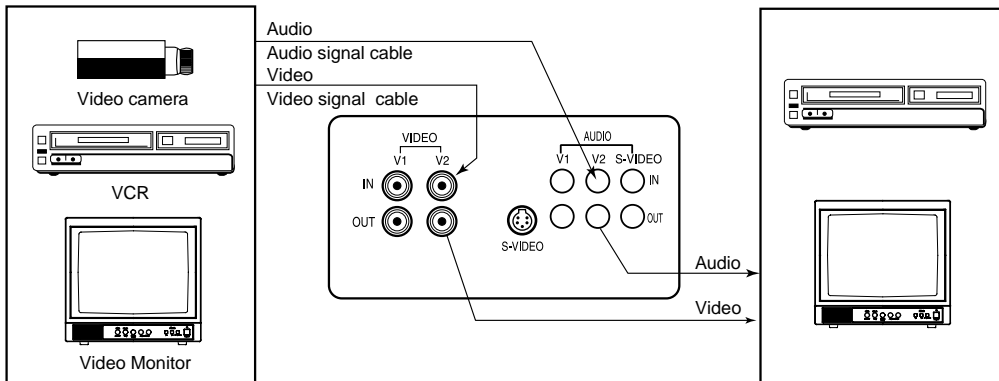 Audio
Audio signal cable
Video
Video signal cable
Video camera
VCR
Video Monitor
VIDEO
V1 V2
IN
OUT
S-VIDEO
AUDIO
V1 V2 S-VIDEO
IN
OUT
Audio
Video